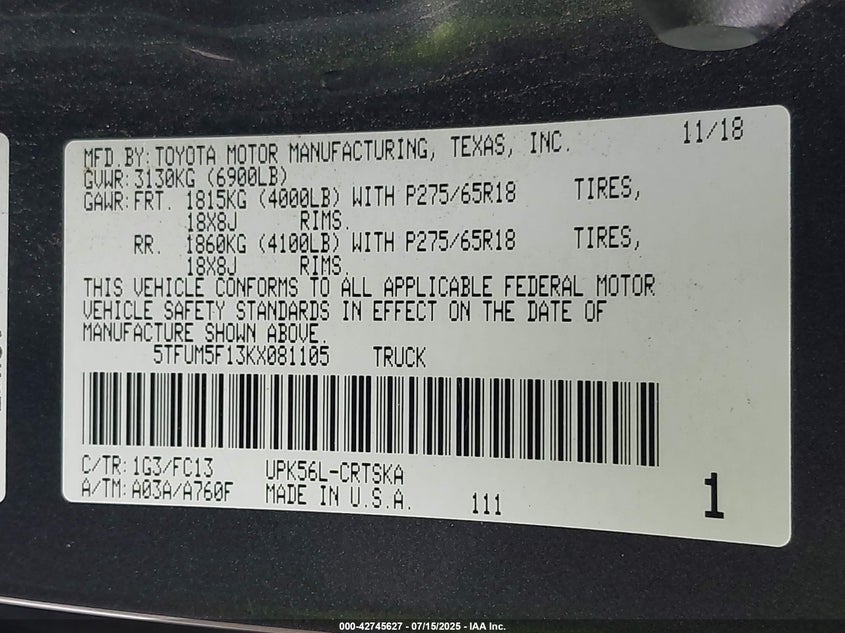 MFD.BY:TOYOTA MOTOR MANUFACTURING, TEXAS, INC. 11/18
GVWR:3130KG (6900LB)
GAWR:FRT. 1815KG (4000LB) WITH P275/65R18 TIRES,
18X8J RIMS.
RR. 1860KG (4100LB) WITH P275/65R18 TIRES,
18X8J RIMS.
THIS VEHICLE CONFORMS TO ALL APPLICABLE FEDERAL MOTOR
VEHICLE SAFETY STANDARDS IN EFFECT ON THE DATE OF
MANUFACTURE SHOWN ABOVE.
5TFUM5F13KX081105 TRUCK
C/TR:1G3/FC13 UPK56L-CRTSKA
A/TM:A03A/A760F MADE IN U.S.A. 111 1
000-42745627 - 07/15/2025 - IAA Inc.